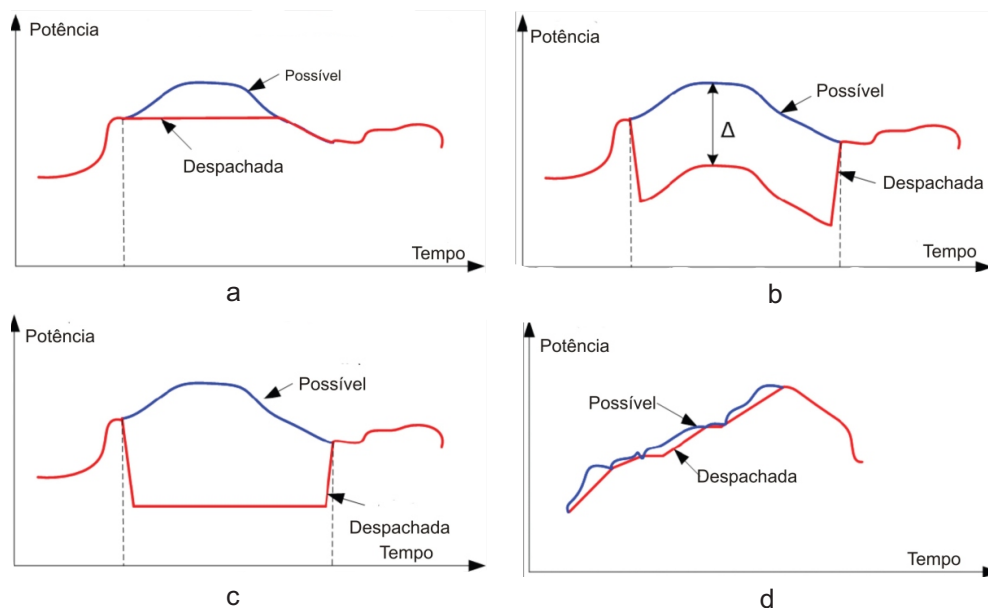 Potência
Possível
Despachada
Tempo
a
Potência
Possível
Δ
Despachada
Tempo
b
Potência
Possível
Despachada
Tempo
c
Potência
Possível
Despachada
Tempo
d